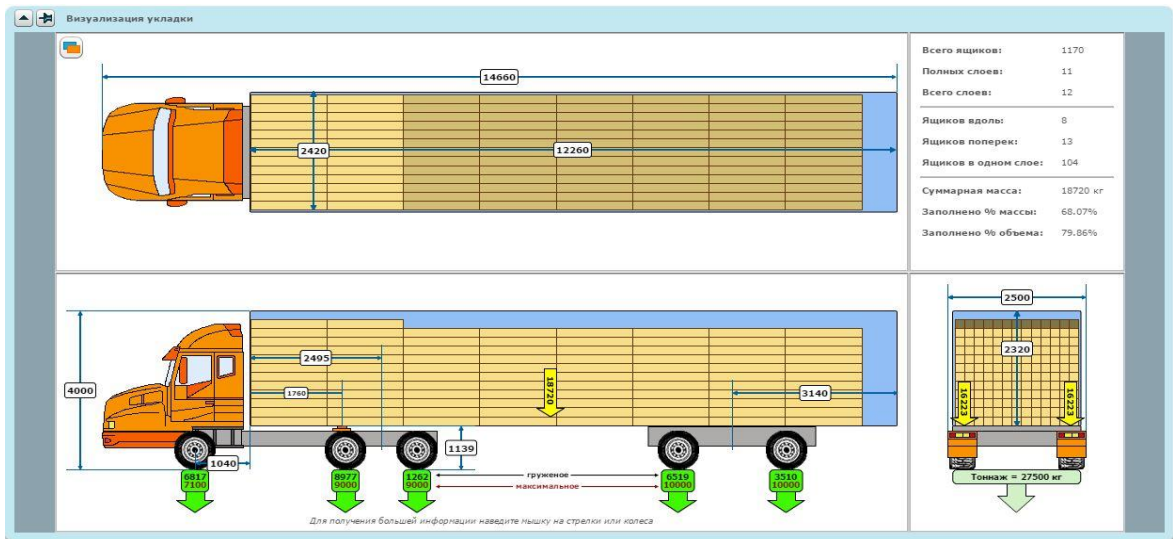 Визуализация укладки
14660
2420
12260
Всего ящиков: 1170
Полных слоев: 11
Всего слоев: 12
Ящиков вдоль: 8
Ящиков поперек: 13
Ящиков в одном слое: 104
Суммарная масса: 18720 кг
Заполнено % массы: 68.07%
Заполнено % объема: 79.86%
4000
2495
1760
18720
3140
1040
1139
6817
7100
8977
9000
1262
9000
груженое
максимальное
6519
10000
3510
10000
Для получения большей информации наведите мышку на стрелки или колеса
2500
2320
16223
16223
Тоннаж = 27500 кг